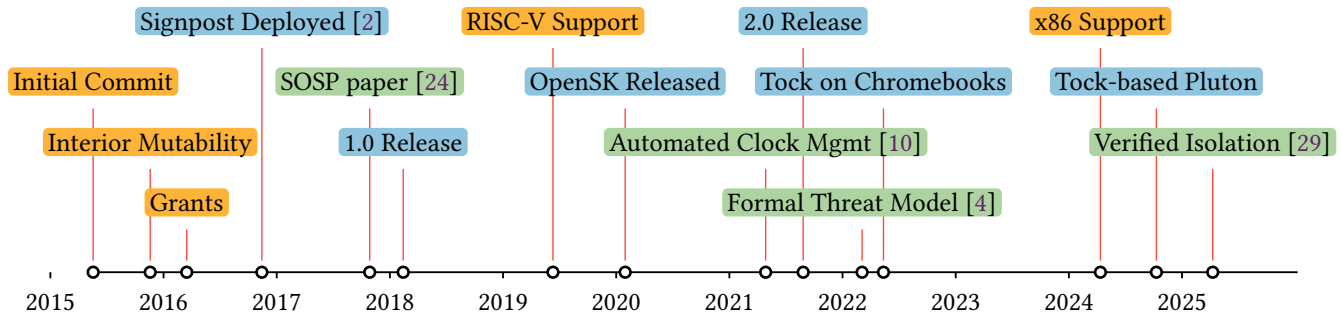 Signpost Deployed [2] RISC-V Support 2.0 Release x86 Support
Initial Commit SOSP paper [24] OpenSK Released Tock on Chromebooks Tock-based Pluton
Interior Mutability 1.0 Release Automated Clock Mgmt [10] Verified Isolation [29]
Grants Formal Threat Model [4]
2015 2016 2017 2018 2019 2020 2021 2022 2023 2024 2025